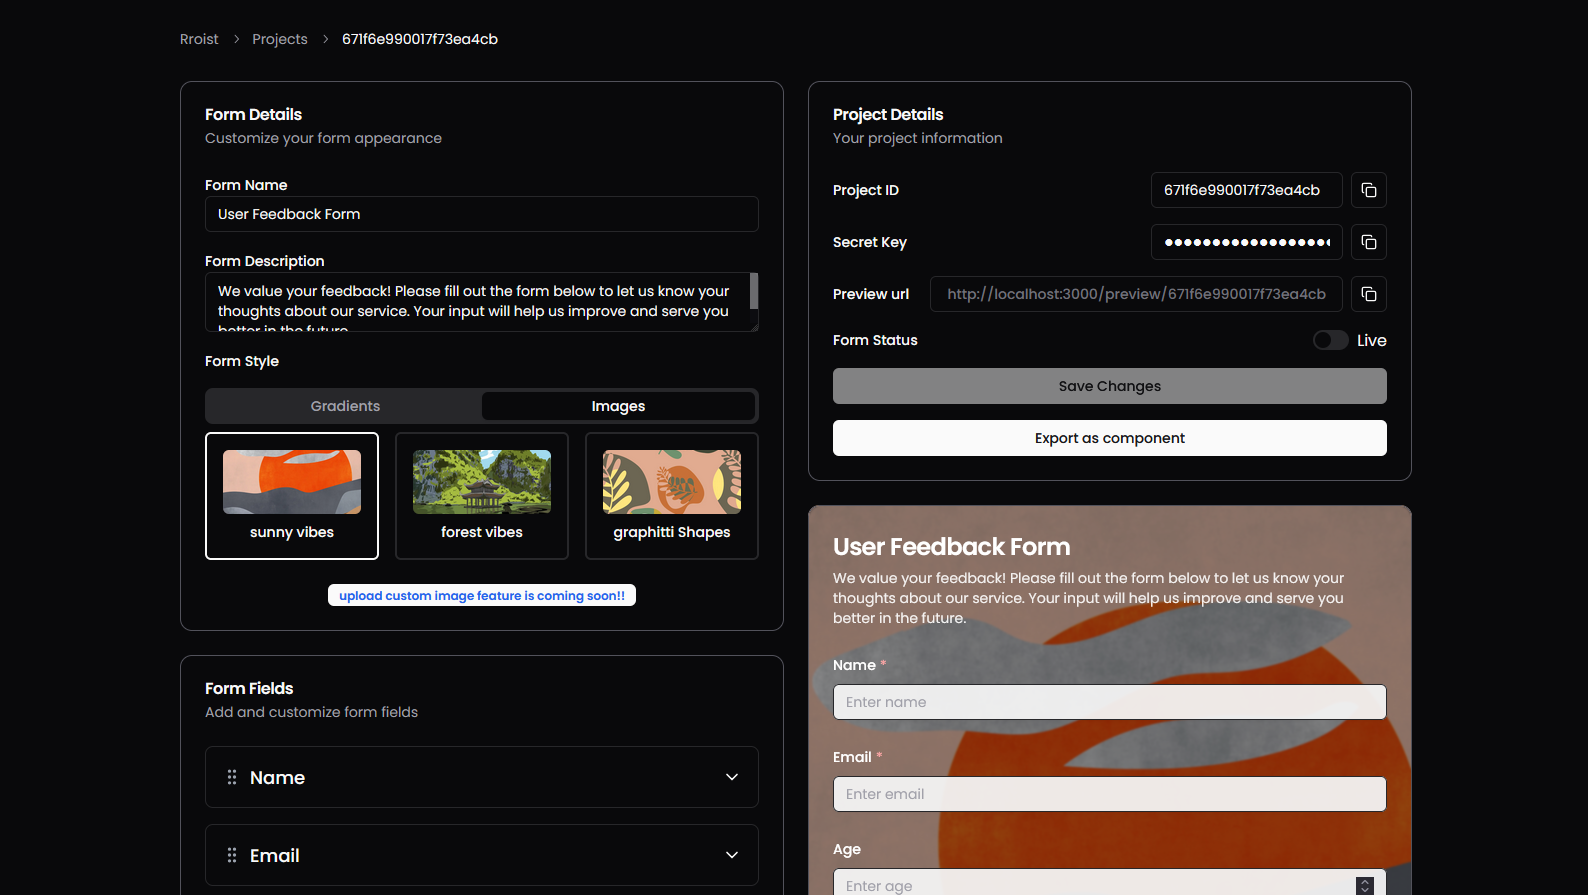 Rroist > Projects > 671f6e990017f73ea4cb
Form Details
Customize your form appearance
Form Name
User Feedback Form
Form Description
We value your feedback! Please fill out the form below to let us know your
thoughts about our service. Your input will help us improve and serve you
better in the future.
Form Style
Gradients
Images
sunny vibes
forest vibes
graphitti Shapes
upload custom image feature is coming soon!!
Form Fields
Add and customize form fields
Name
Email
Project Details
Your project information
Project ID
671f6e990017f73ea4cb
Secret Key
Preview url
http://localhost:3000/preview/671f6e990017f73ea4cb
Form Status
Live
Save Changes
Export as component
User Feedback Form
We value your feedback! Please fill out the form below to let us know your
thoughts about our service. Your input will help us improve and serve you
better in the future.
Name *
Enter name
Email *
Enter email
Age
Enter age